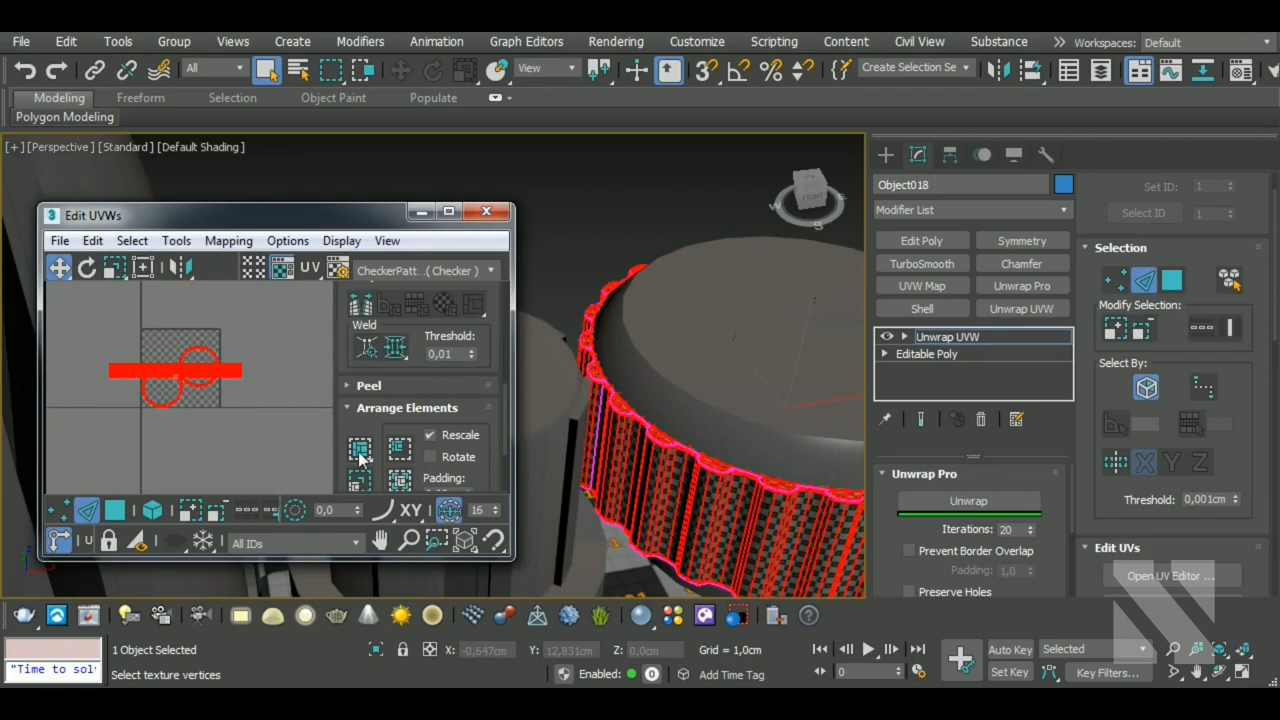 File Edit Tools Group Views Create Modifiers Animation Graph Editors Rendering Customize Scripting Content Civil View Substance Workspaces: Default
All View Create Selection Se
Modeling Freeform Selection Object Paint Populate
Polygon Modeling
[+] [Perspective] [Standard] [Default Shading]
FRONT
W
S
3 Edit UVWs
File Edit Select Tools Mapping Options Display View
UV CheckerPatt... ( Checker )
Weld
Threshold:
0,01
Peel
Arrange Elements
Rescale
Rotate
Padding:
0,0 XY 16
U All IDs
Object018
Modifier List
Edit Poly Symmetry
TurboSmooth Chamfer
UVW Map Unwrap Pro
Shell Unwrap UVW
Unwrap UVW
Editable Poly
Unwrap Pro
Unwrap
Iterations: 20
Prevent Border Overlap
Padding: 1,0
Preserve Holes
Set ID: 1
Select ID 1
Selection
Modify Selection:
Select By:
X Y Z
Threshold: 0,001cm
Edit UVs
Open UV Editor ...
"Time to sol
1 Object Selected
Select texture vertices
X: -0,647cm Y: 12,831cm Z: 0,0cm Grid = 1,0cm
Enabled: 0 Add Time Tag
0
Auto Key Selected
Set Key Key Filters...